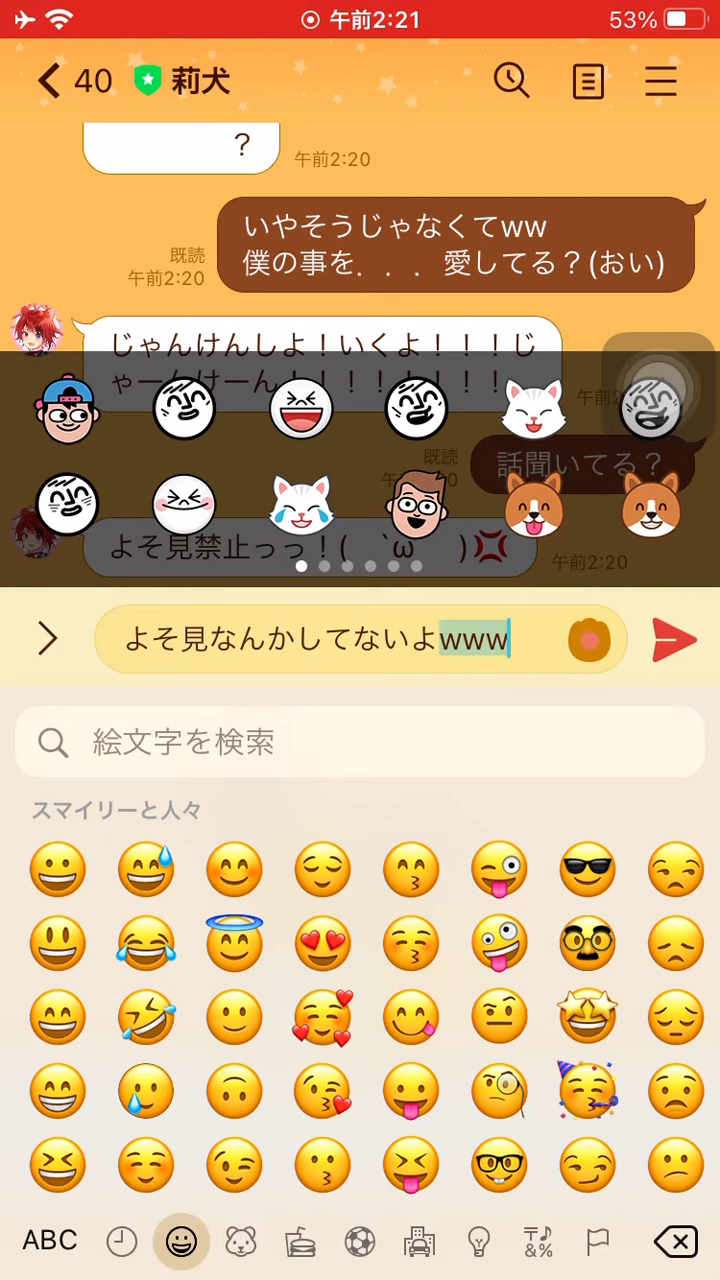 午前2:21
53%
40 莉犬
?
午前2:20
いやそうじゃなくてww
僕の事を．．．愛してる？(おい)
既読
午前2:20
じゃんけんしよ！いくよ！！！じ
ゃーんけーん！！！！！！！
午前
話聞いてる？
既読
よそ見禁止っっ！( `ω )💢
午前2:20
よそ見なんかしてないよwww
絵文字を検索
スマイリーと人々
ABC